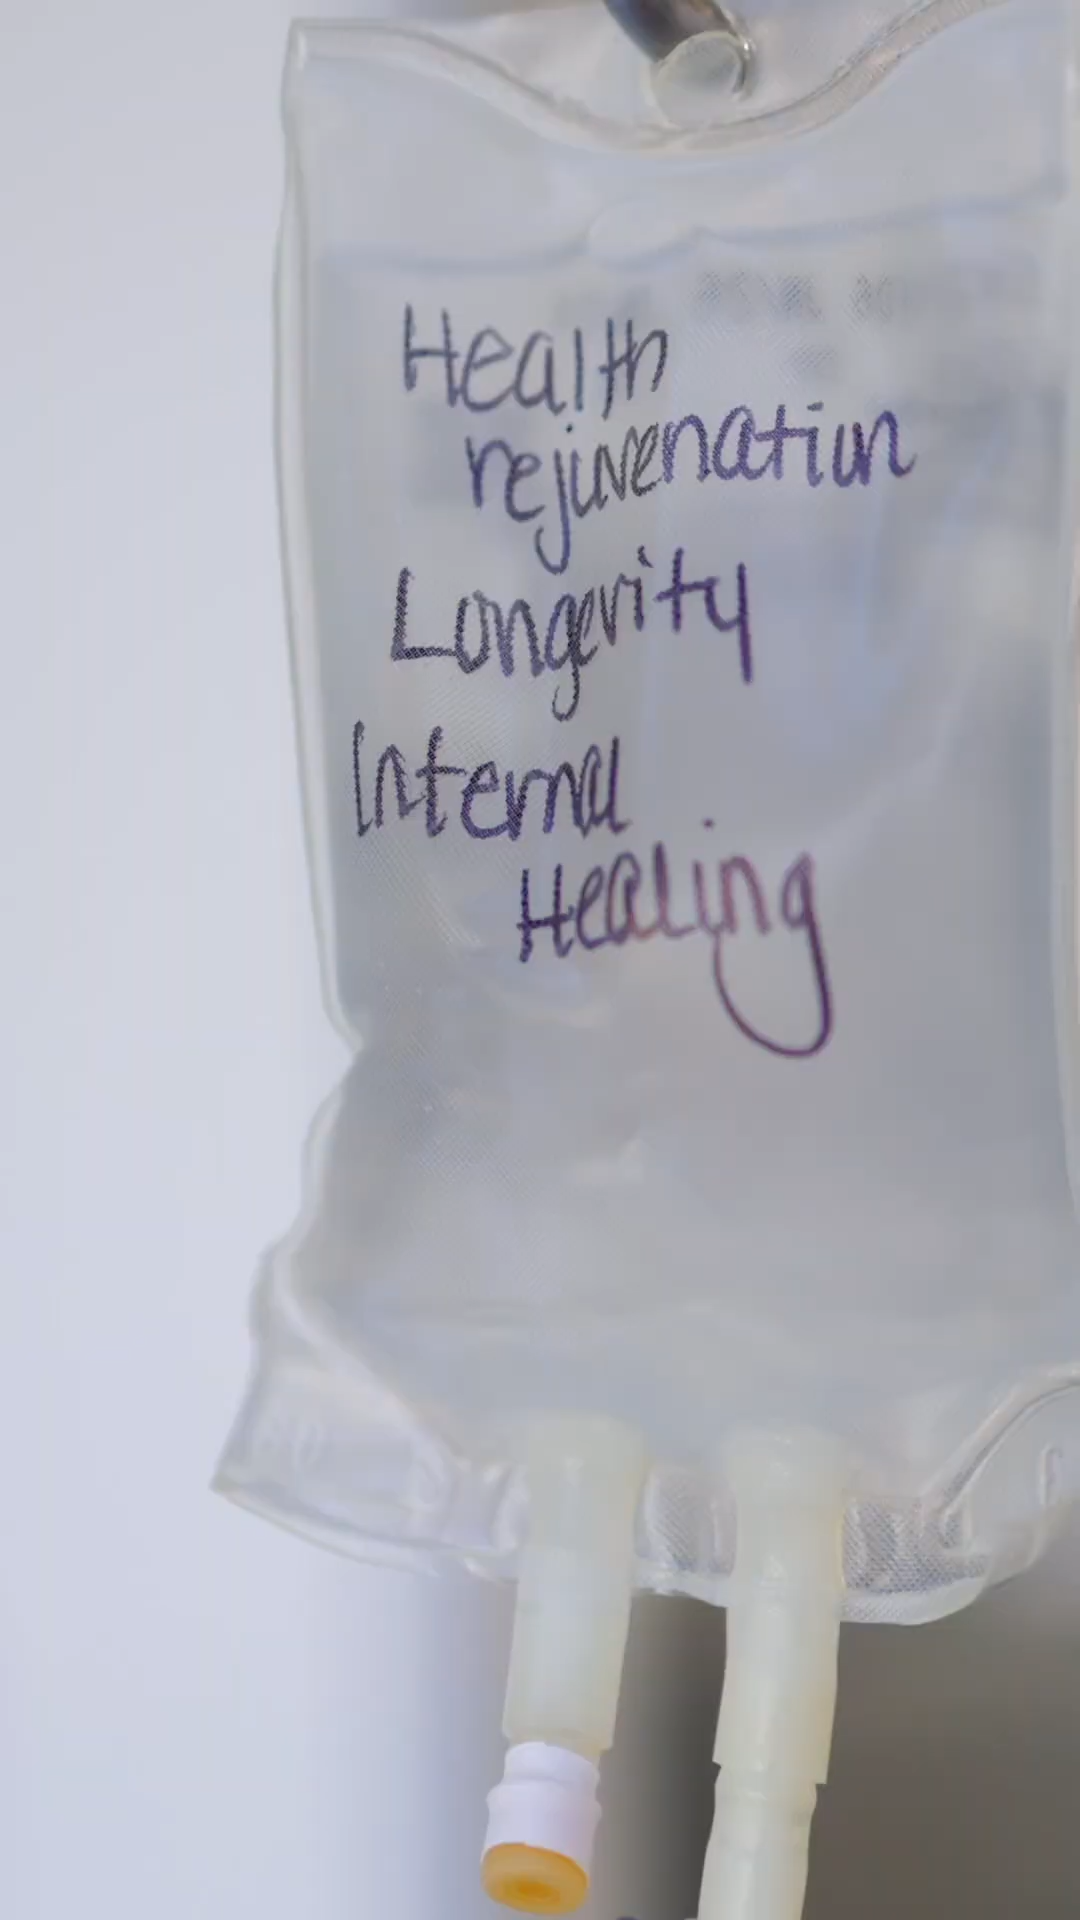 Health
rejuvenation
Longevity
Internal
Healing